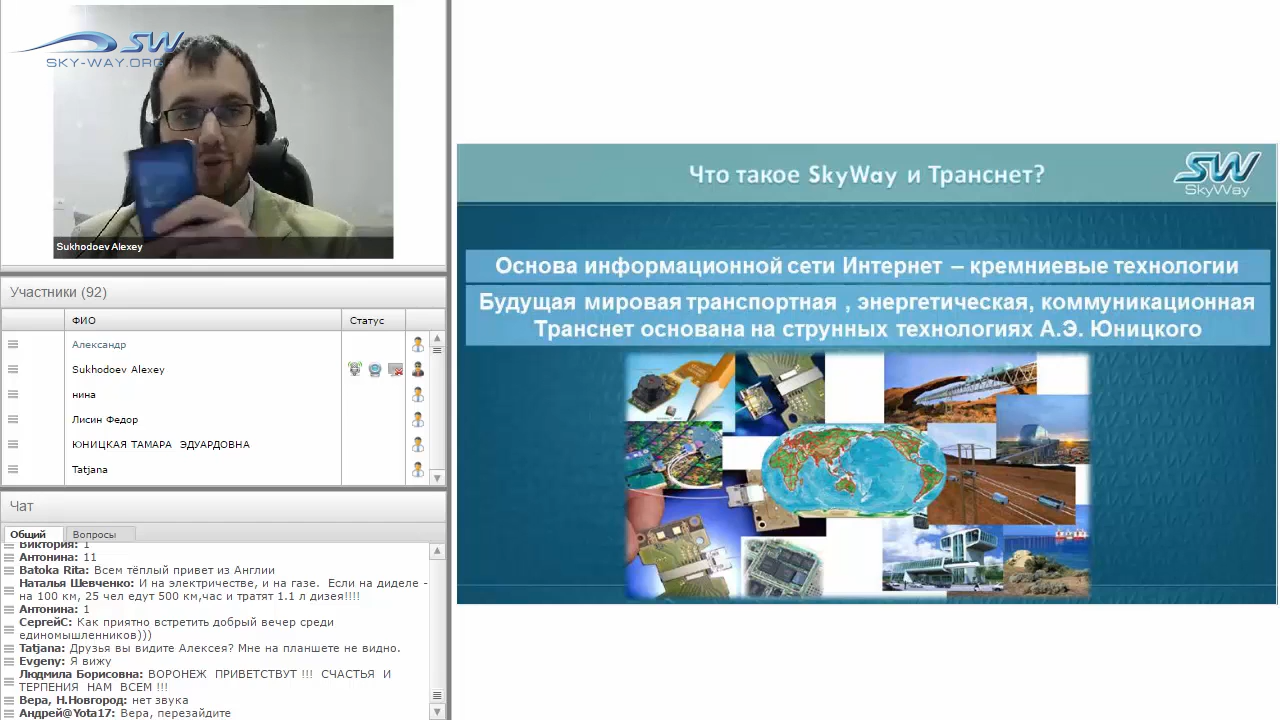 SW
SKY-WAY.ORG
Sukhodoev Alexey
Участники (92)
ФИО
Статус
Александр
Sukhodoev Alexey
нина
Лисин Федор
ЮНИЦКАЯ ТАМАРА ЭДУАРДОВНА
Tatjana
Чат
Общий
Вопросы
Виктория: 1
Антонина: 11
Batoka Rita: Всем тёплый привет из Англии
Наталья Шевченко: И на электричестве, и на газе. Если на диделе -
на 100 км, 25 чел едут 500 км,час и тратят 1.1 л дизея!!!!
Антонина: 1
СергейС: Как приятно встретить добрый вечер среди
единомышленников)))
Tatjana: Друзья вы видите Алексея? Мне на планшете не видно.
Evgeny: Я вижу
Людмила Борисовна: ВОРОНЕЖ ПРИВЕТСТВУТ !!! СЧАСТЬЯ И
ТЕРПЕНИЯ НАМ ВСЕМ !!!
Вера, Н.Новгород: нет звука
Андрей@Yota17: Вера, перезайдите
Что такое SkyWay и Транснет?
SW
SkyWay
Основа информационной сети Интернет – кремниевые технологии
Будущая мировая транспортная , энергетическая, коммуникационная
Транснет основана на струнных технологиях А.Э. Юницкого